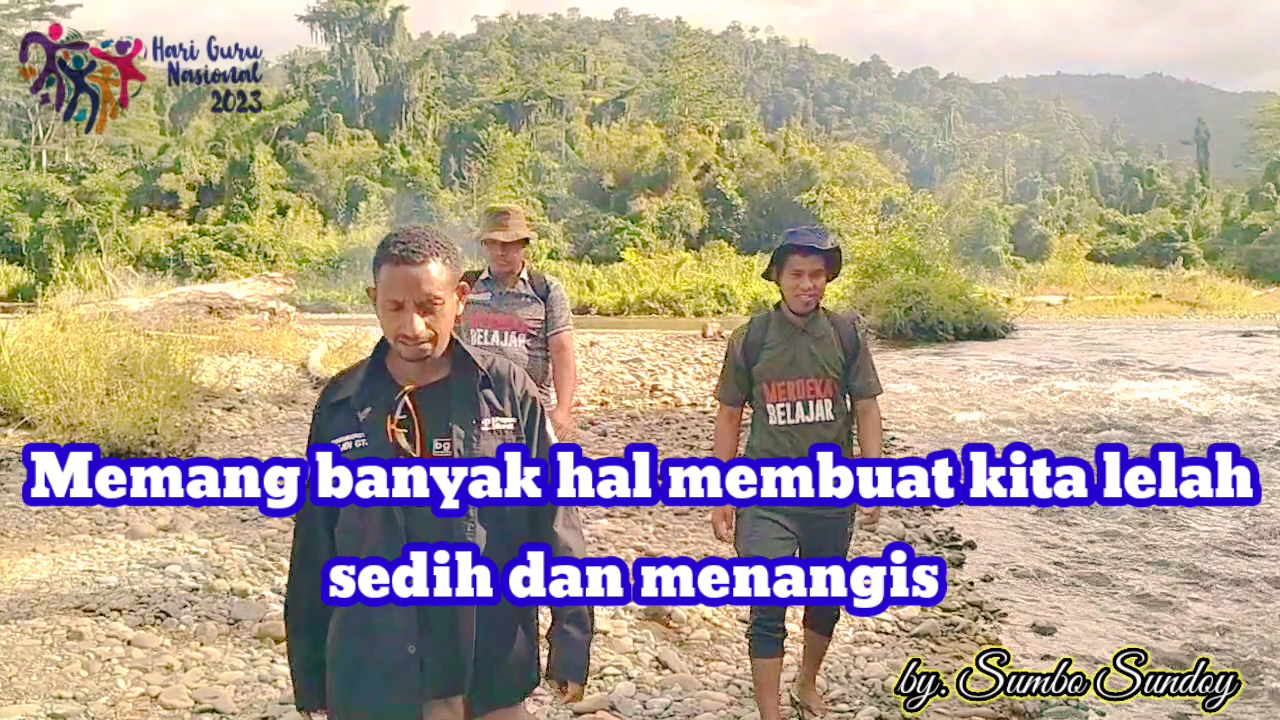 Hari Guru
Nasional
2023
BELAJAR
MERDEKA
BELAJAR
Memang banyak hal membuat kita lelah
sedih dan menangis
by. Sumbo Sundoy